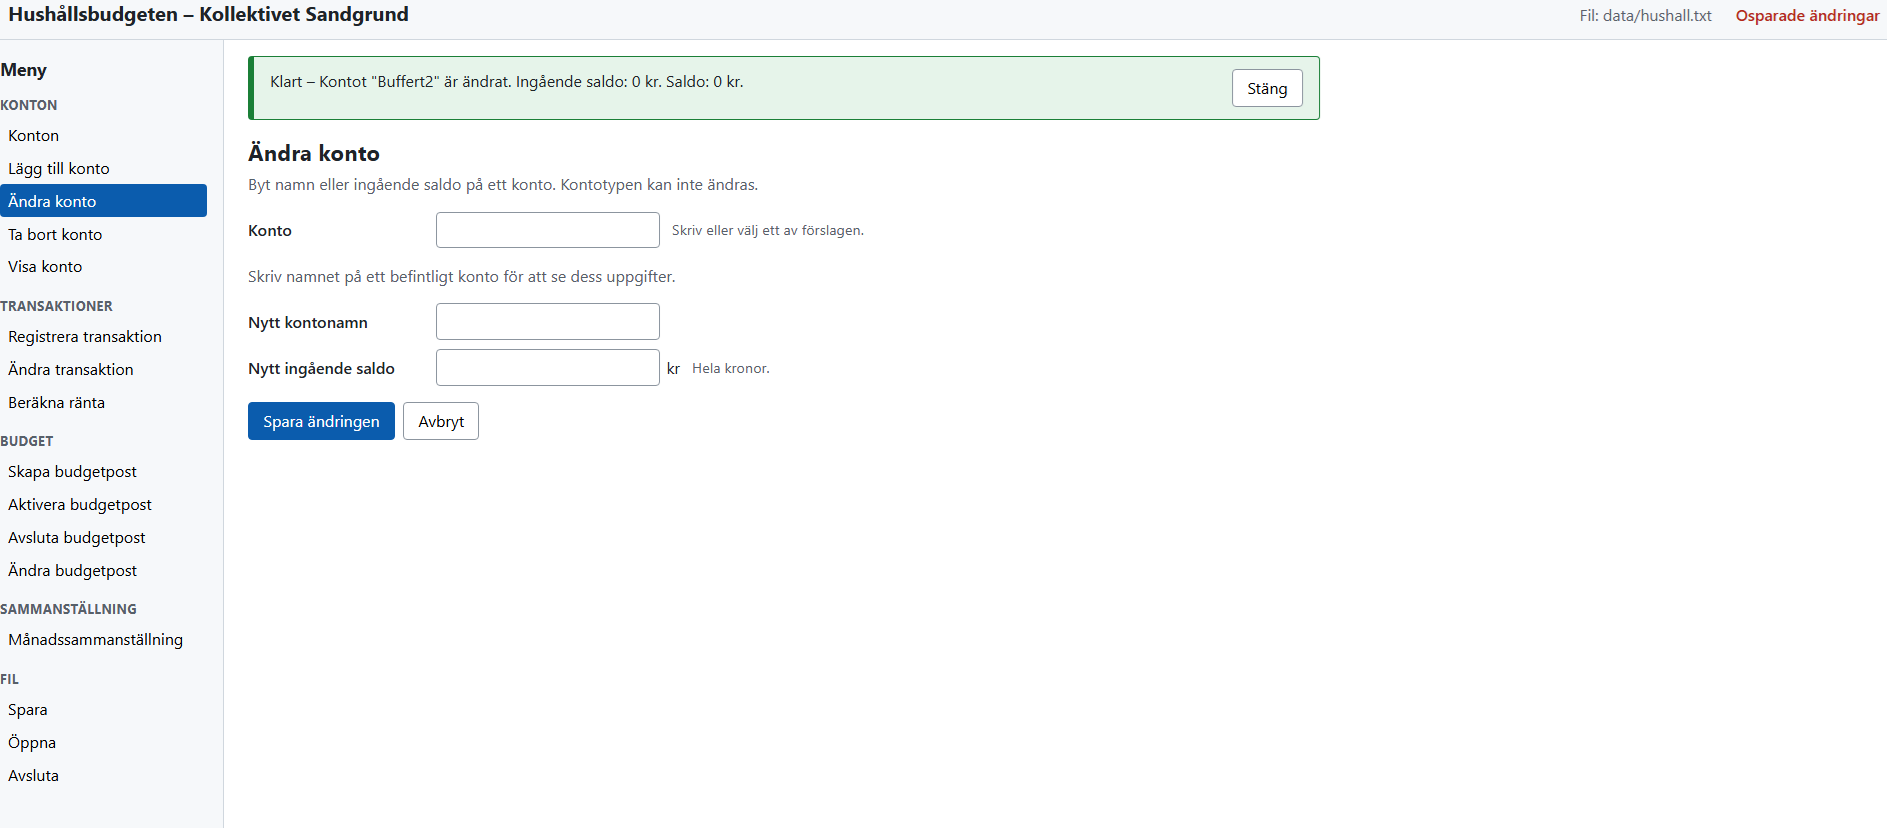 Hushållsbudgeten – Kollektivet Sandgrund
Fil: data/hushall.txt
Osparade ändringar
Meny
KONTON
Konton
Lägg till konto
Ändra konto
Ta bort konto
Visa konto
TRANSAKTIONER
Registrera transaktion
Ändra transaktion
Beräkna ränta
BUDGET
Skapa budgetpost
Aktivera budgetpost
Avsluta budgetpost
Ändra budgetpost
SAMMANSTÄLLNING
Månadssammanställning
FIL
Spara
Öppna
Avsluta
Klart – Kontot "Buffert2" är ändrat. Ingående saldo: 0 kr. Saldo: 0 kr.
Stäng
Ändra konto
Byt namn eller ingående saldo på ett konto. Kontotypen kan inte ändras.
Konto
Skriv eller välj ett av förslagen.
Skriv namnet på ett befintligt konto för att se dess uppgifter.
Nytt kontonamn
Nytt ingående saldo
kr
Hela kronor.
Spara ändringen
Avbryt